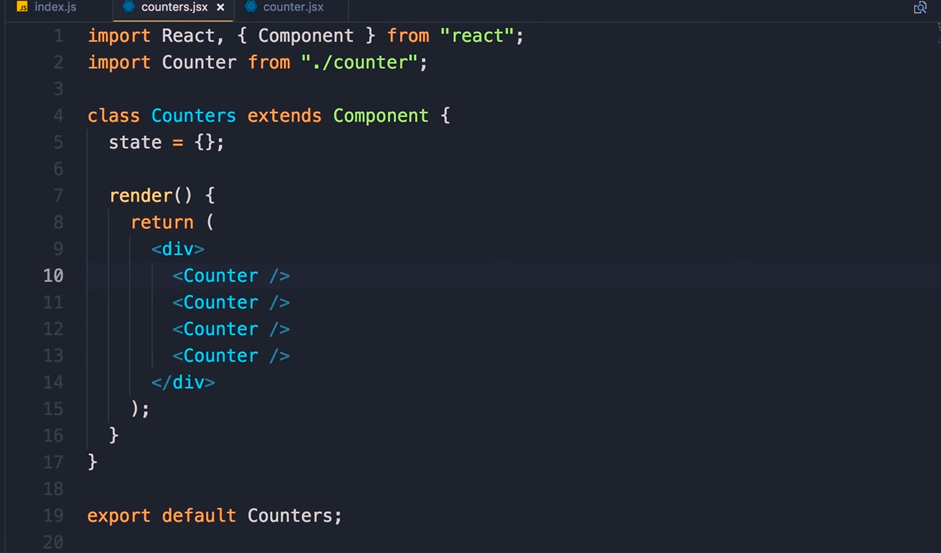 JS index.js counters.jsx × counter.jsx
1 import React, { Component } from "react";
2 import Counter from "./counter";
3
4 class Counters extends Component {
5 state = {};
6
7 render() {
8 return (
9 <div>
10 <Counter />
11 <Counter />
12 <Counter />
13 <Counter />
14 </div>
15 );
16 }
17 }
18
19 export default Counters;
20